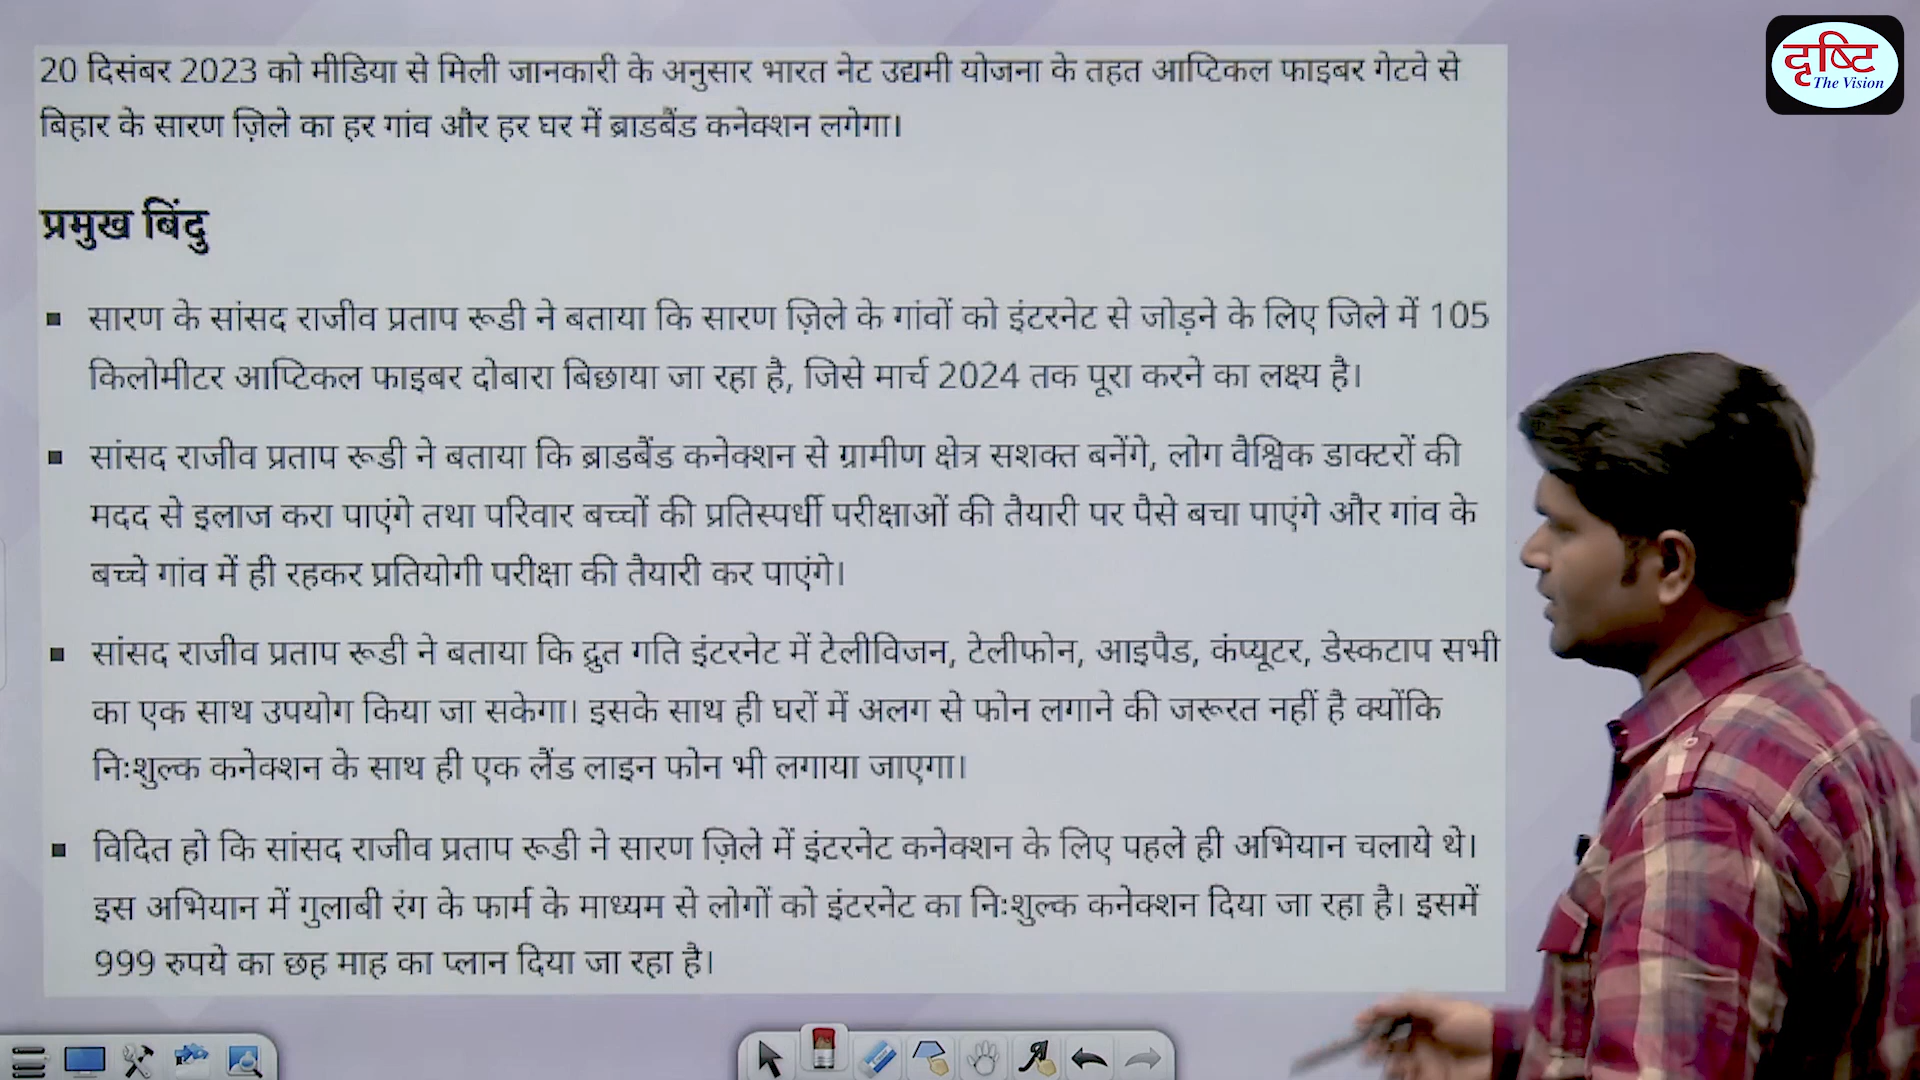 दृष्टि
The Vision
20 दिसंबर 2023 को मीडिया से मिली जानकारी के अनुसार भारत नेट उद्यमी योजना के तहत आप्टिकल फाइबर गेटवे से
बिहार के सारण ज़िले का हर गांव और हर घर में ब्राडबैंड कनेक्शन लगेगा।
प्रमुख बिंदु
▪ सारण के सांसद राजीव प्रताप रूडी ने बताया कि सारण ज़िले के गांवों को इंटरनेट से जोड़ने के लिए जिले में 105
किलोमीटर आप्टिकल फाइबर दोबारा बिछाया जा रहा है, जिसे मार्च 2024 तक पूरा करने का लक्ष्य है।
▪ सांसद राजीव प्रताप रूडी ने बताया कि ब्राडबैंड कनेक्शन से ग्रामीण क्षेत्र सशक्त बनेंगे, लोग वैश्विक डाक्टरों की
मदद से इलाज करा पाएंगे तथा परिवार बच्चों की प्रतिस्पर्धी परीक्षाओं की तैयारी पर पैसे बचा पाएंगे और गांव के
बच्चे गांव में ही रहकर प्रतियोगी परीक्षा की तैयारी कर पाएंगे।
▪ सांसद राजीव प्रताप रूडी ने बताया कि द्रुत गति इंटरनेट में टेलीविजन, टेलीफोन, आइपैड, कंप्यूटर, डेस्कटाप सभी
का एक साथ उपयोग किया जा सकेगा। इसके साथ ही घरों में अलग से फोन लगाने की जरूरत नहीं है क्योंकि
निःशुल्क कनेक्शन के साथ ही एक लैंड लाइन फोन भी लगाया जाएगा।
▪ विदित हो कि सांसद राजीव प्रताप रूडी ने सारण ज़िले में इंटरनेट कनेक्शन के लिए पहले ही अभियान चलाये थे।
इस अभियान में गुलाबी रंग के फार्म के माध्यम से लोगों को इंटरनेट का निःशुल्क कनेक्शन दिया जा रहा है। इसमें
999 रुपये का छह माह का प्लान दिया जा रहा है।